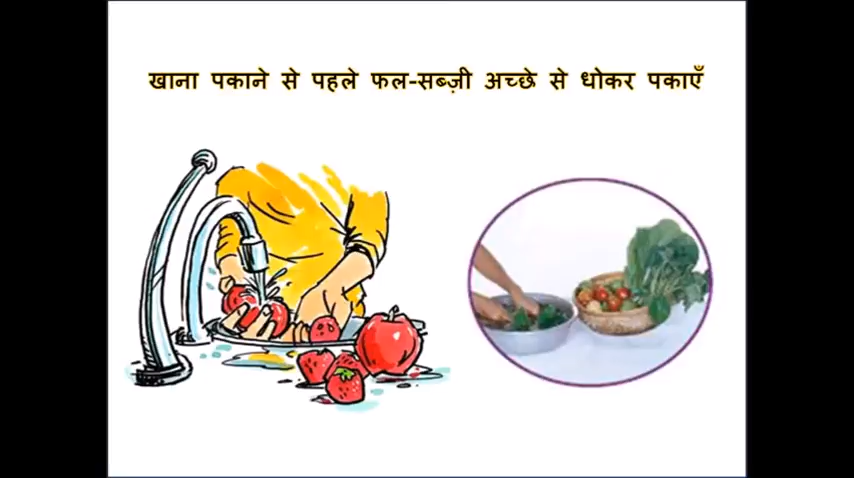 खाना पकाने से पहले फल-सब्ज़ी अच्छे से धोकर पकाएँ